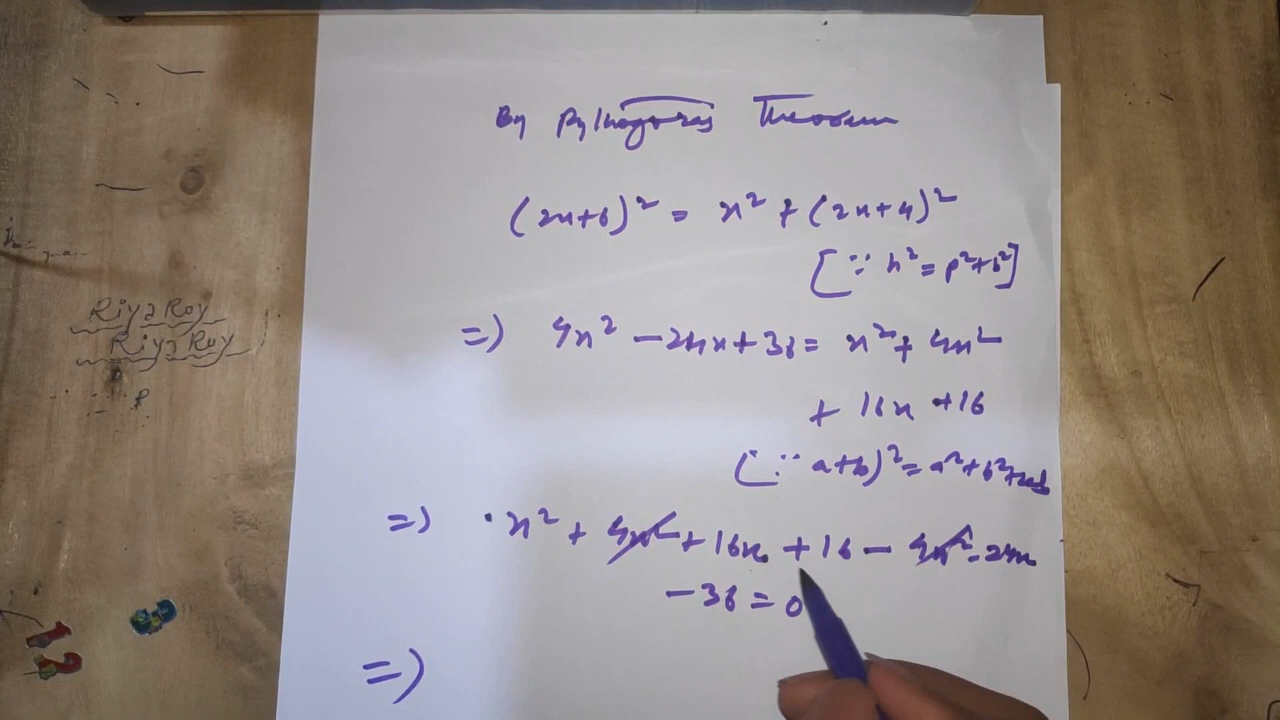 By Pythagoras Theorem
(2x+6)² = x² + (2x+4)²
[∵ h² = p²+b²]
=> 4x² - 24x + 36 = x² + 4x²
+ 16x + 16
(∵ a+b)² = a²+b²+2ab
=> x² + 4x² + 16x + 16 - 4x² - 24x
- 36 = 0
=>
Riya Roy
Riya Roy